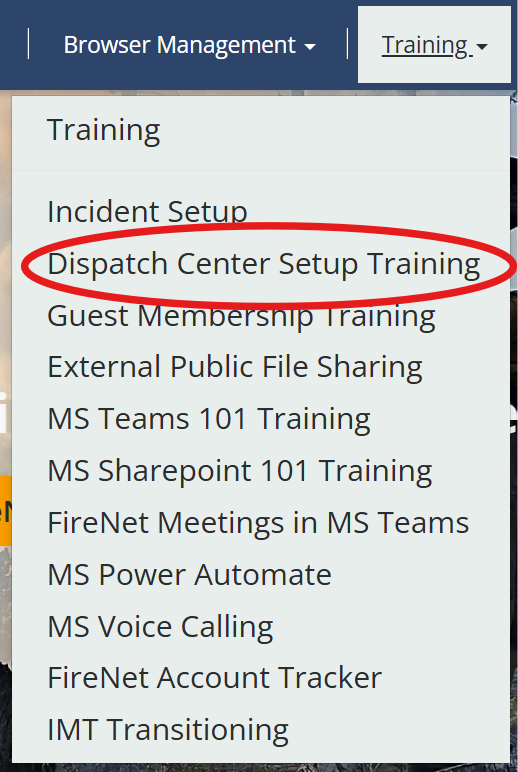 Browser Management
Training
Training
Incident Setup
Dispatch Center Setup Training
Guest Membership Training
External Public File Sharing
MS Teams 101 Training
MS Sharepoint 101 Training
FireNet Meetings in MS Teams
MS Power Automate
MS Voice Calling
FireNet Account Tracker
IMT Transitioning